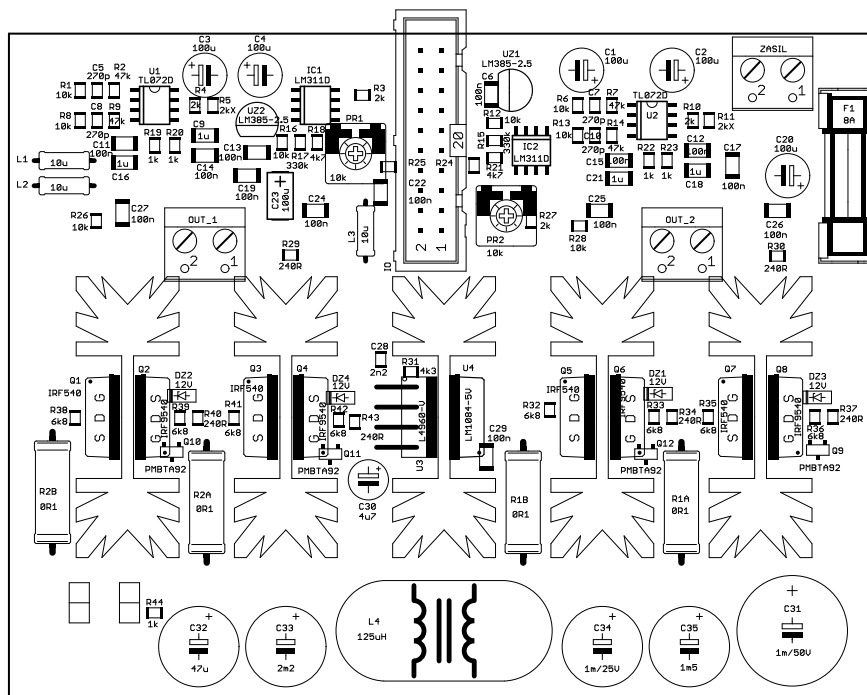 C3
100u
C4
100u
U1
TL072D
IC1
LM311D
UZ1
LM385-2.5
C1
100u
C2
100u
ZASIL
2
1
R1
10k
C5
270p
R2
47k
R4
2k
R5
2kX
UZ2
LM385-2.5
R3
2k
C6
100n
10k
R6
10k
C7
270p
R7
47k
TL072D
U2
R10
2k
R11
2kX
F1
8A
R8
10k
C8
270p
R9
47k
C9
1u
R19
1k
R20
1k
R16
10k
R17
330k
R18
4k7
PR1
10k
R12
R15
330k
R21
4k7
IC2
LM311D
20
R13
10k
C10
270p
R14
47k
C11
100n
C16
1u
C14
100n
C13
100n
C15
100n
R22
1k
R23
1k
C12
100n
C17
100n
C20
100u
L1
10u
L2
10u
C19
100n
C23
100u
C24
100n
R25
R24
C22
100n
C21
1u
C18
1u
R26
10k
C27
100n
OUT_1
2
1
L3
10u
IO
2
1
PR2
10k
R27
2k
C25
100n
R28
10k
OUT_2
2
1
C26
100n
R29
240R
R30
240R
Q1
IRF540
S D G
Q2
IRF9540
G D S
DZ2
12V
Q3
IRF540
S D G
Q4
IRF9540
G D S
DZ4
12V
C28
2n2
R31
4k3
L4960-V
U3
U4
LM1084-5V
Q5
IRF540
S D G
Q6
IRF9540
G D S
DZ1
12V
Q7
IRF540
S D G
Q8
IRF9540
G D S
DZ3
12V
R38
6k8
R39
6k8
R40
240R
Q10
PMBTA92
R41
6k8
R42
6k8
R43
240R
Q11
PMBTA92
C29
100n
R32
6k8
R33
6k8
R34
240R
Q12
PMBTA92
R35
6k8
R36
6k8
R37
240R
Q9
PMBTA92
R2B
0R1
R2A
0R1
C30
4u7
R1B
0R1
R1A
0R1
R44
1k
C32
47u
C33
2m2
L4
125uH
C34
1m/25V
C35
1m5
C31
1m/50V